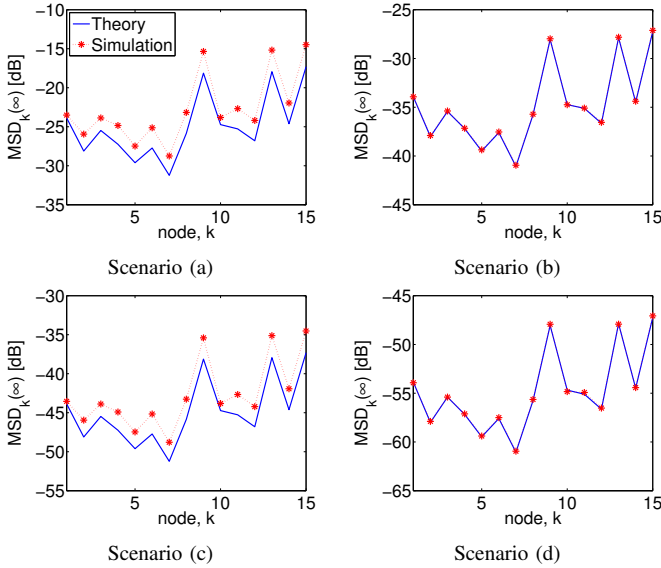 Theory
Simulation
MSD_k(∞) [dB]
−10
−15
−20
−25
−30
−35
5 10 15
node, k
Scenario (a)
MSD_k(∞) [dB]
−25
−30
−35
−40
−45
5 10 15
node, k
Scenario (b)
MSD_k(∞) [dB]
−30
−35
−40
−45
−50
−55
5 10 15
node, k
Scenario (c)
MSD_k(∞) [dB]
−45
−50
−55
−60
−65
5 10 15
node, k
Scenario (d)